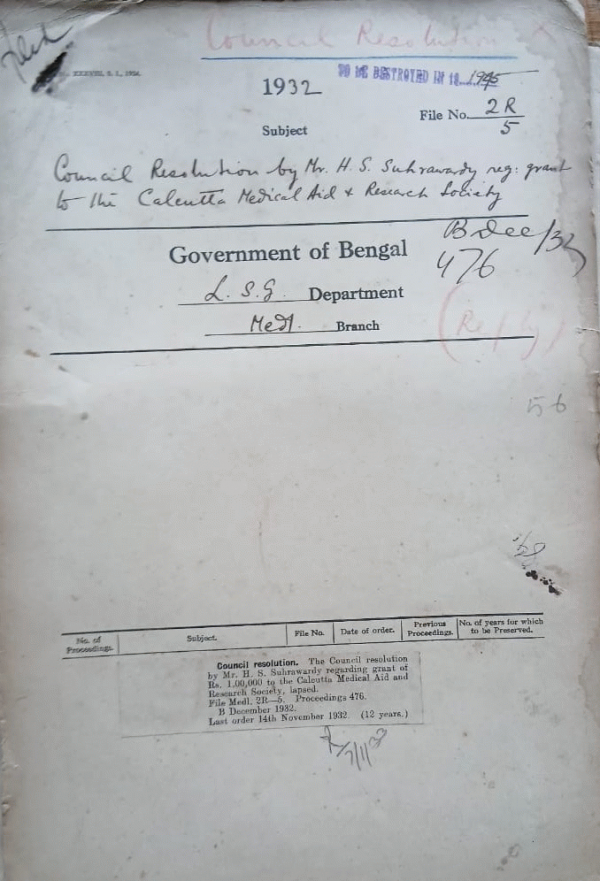 Council Resolution
XXXVIII. S. 1, 1934.
TO BE DESTROYED IN 19 1945
1932
File No. 2R/5
Subject
Council Resolution by Mr. H. S. Suhrawardy reg: grant
to the Calcutta Medical Aid & Research Society
B Dec/32
476
Government of Bengal
L. S. G. Department
Medl. Branch
(Reply)
56
No. of Proceedings.
Subject.
File No.
Date of order.
Previous Proceedings.
No. of years for which to be Preserved.
Council resolution. The Council resolution
by Mr. H. S. Suhrawardy regarding grant of
Rs. 1,00,000 to the Calcutta Medical Aid and
Research Society, lapsed.
File Medl. 2R—5. Proceedings 476.
B December 1932.
Last order 14th November 1932. (12 years.)